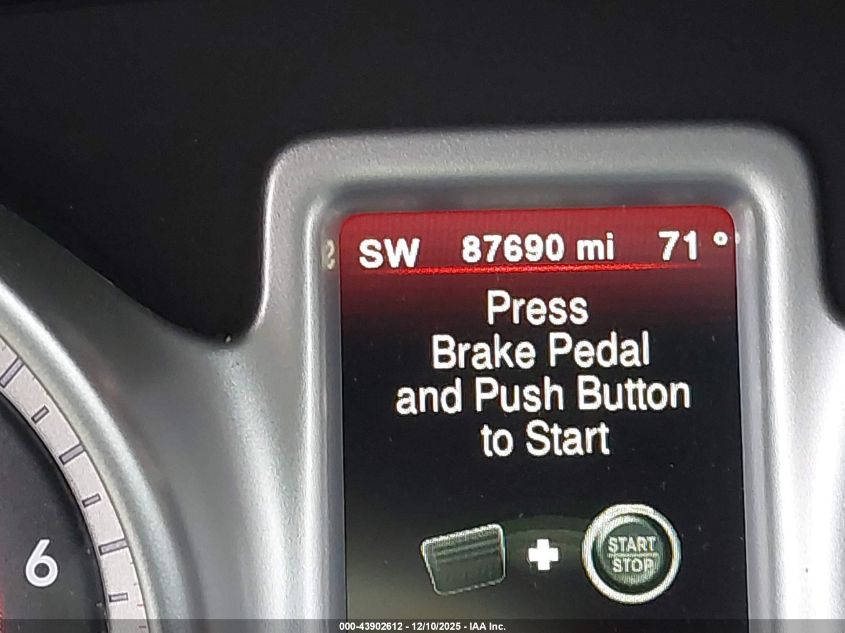 SW 87690 mi 71°
Press
Brake Pedal
and Push Button
to Start
START
STOP
6
000-43902612 - 12/10/2025 - IAA Inc.